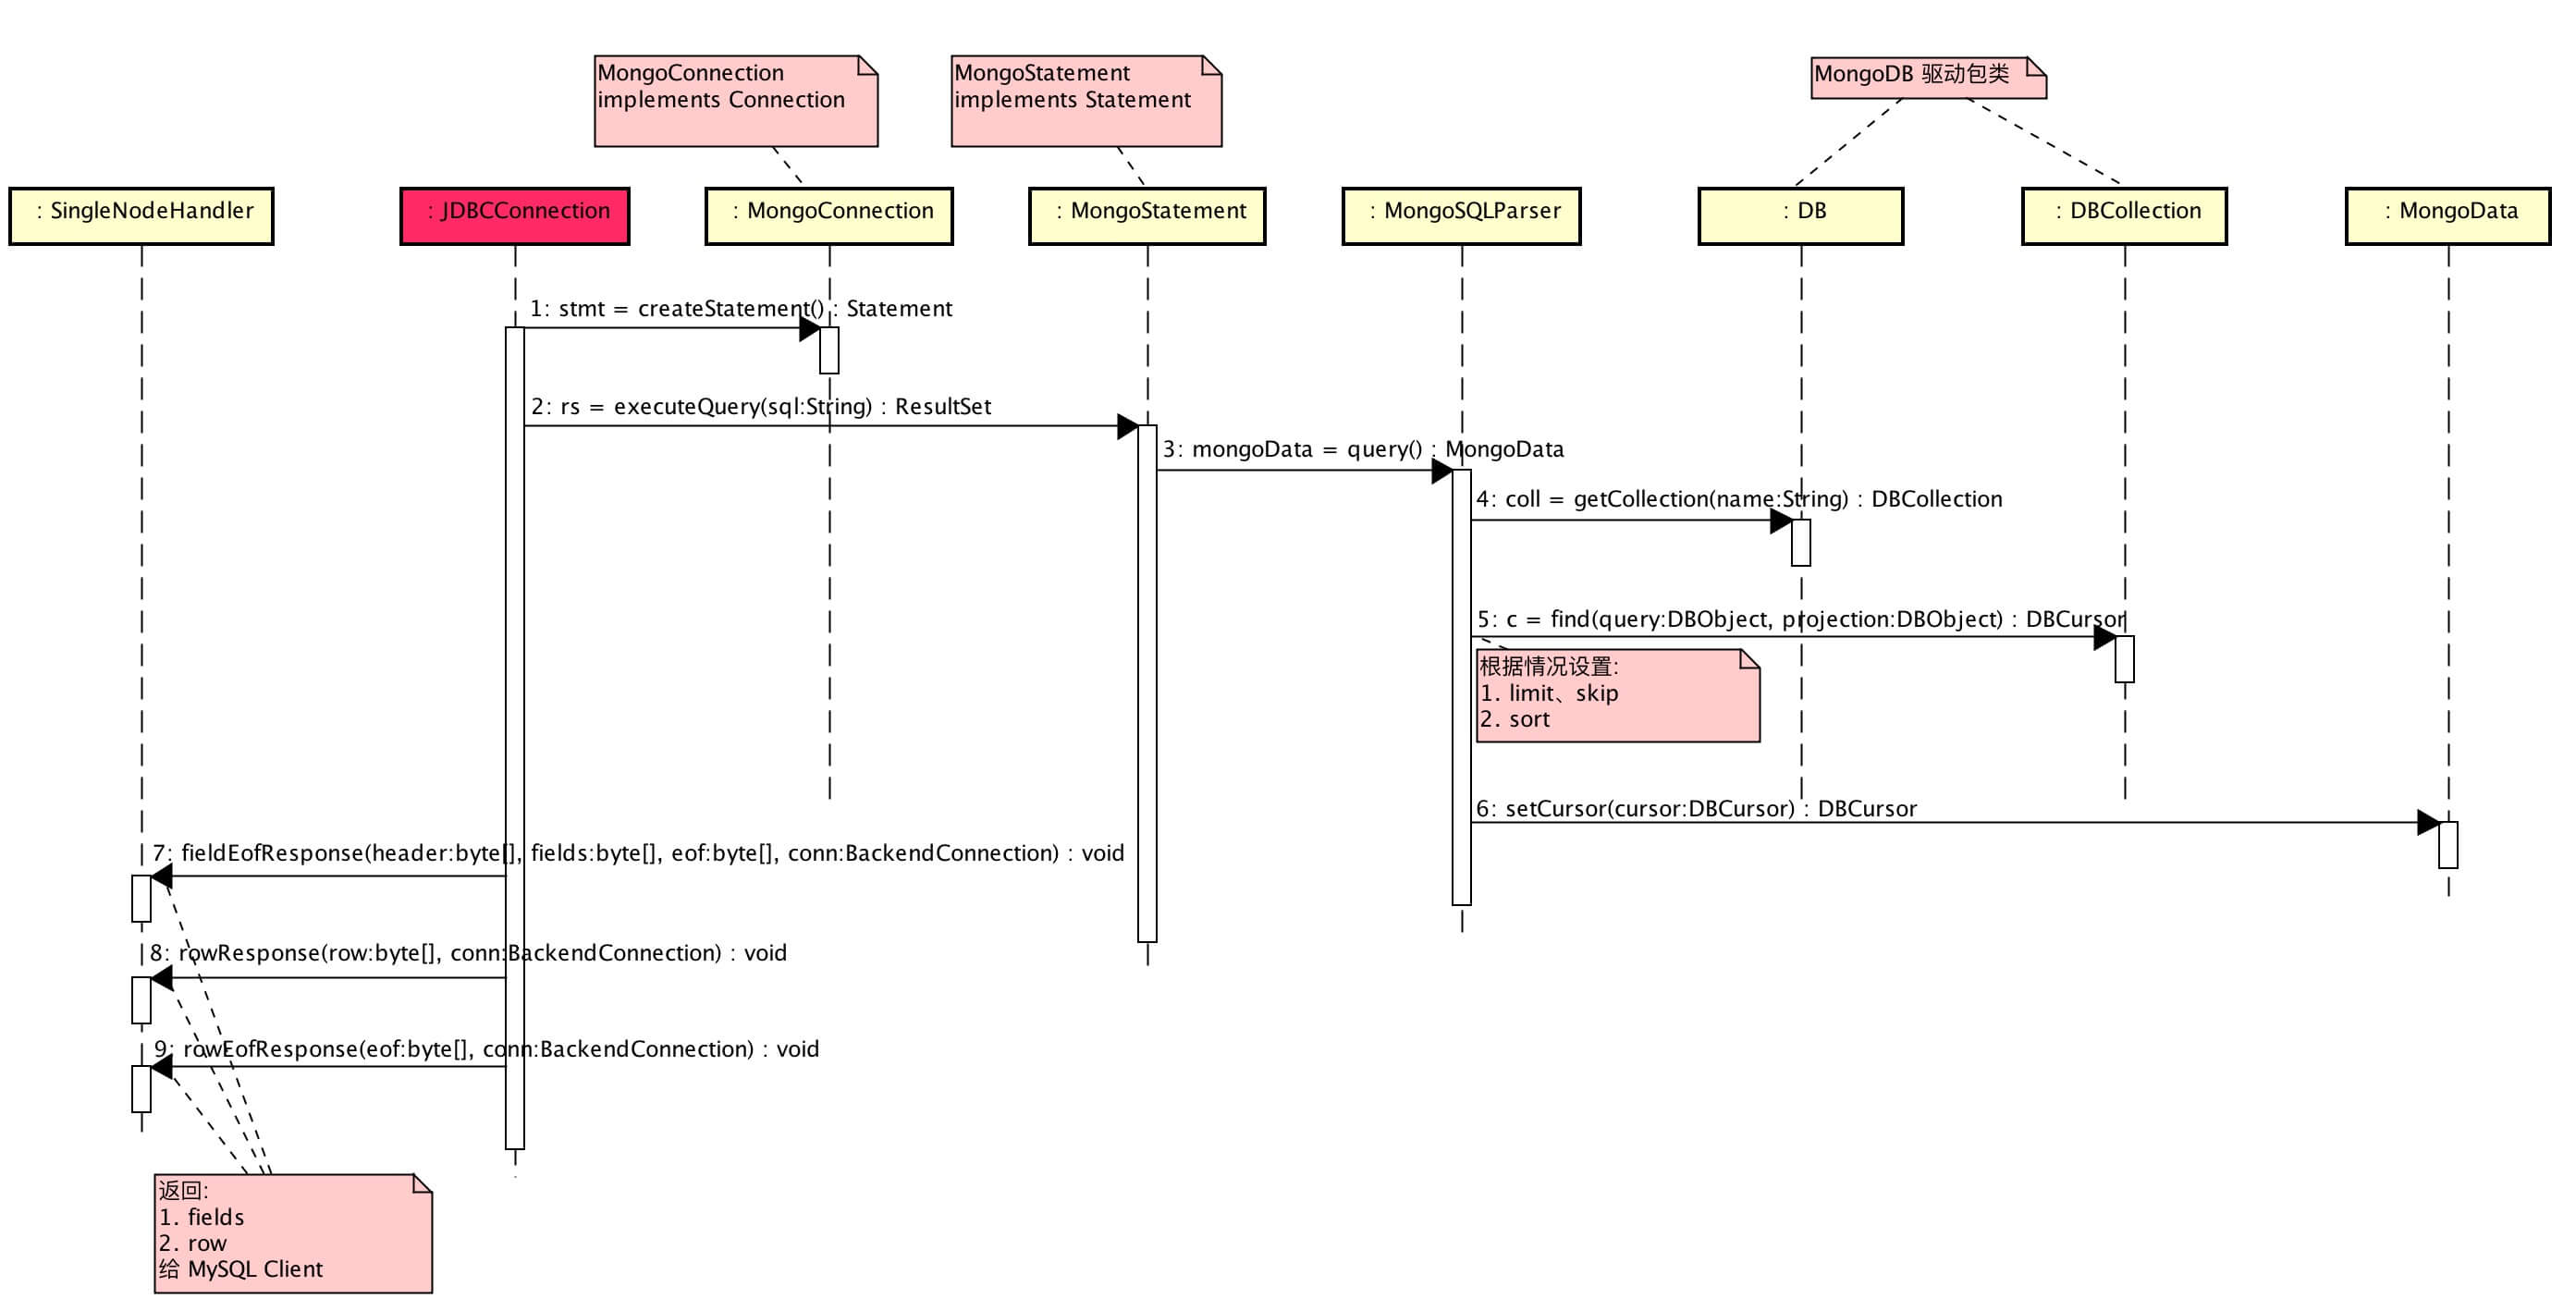 MongoConnection
implements Connection
MongoStatement
implements Statement
MongoDB 驱动包类
: SingleNodeHandler
: JDBCConnection
: MongoConnection
: MongoStatement
: MongoSQLParser
: DB
: DBCollection
: MongoData
1: stmt = createStatement() : Statement
2: rs = executeQuery(sql:String) : ResultSet
3: mongoData = query() : MongoData
4: coll = getCollection(name:String) : DBCollection
5: c = find(query:DBObject, projection:DBObject) : DBCursor
根据情况设置:
1. limit、skip
2. sort
6: setCursor(cursor:DBCursor) : DBCursor
7: fieldEofResponse(header:byte[], fields:byte[], eof:byte[], conn:BackendConnection) : void
8: rowResponse(row:byte[], conn:BackendConnection) : void
9: rowEofResponse(eof:byte[], conn:BackendConnection) : void
返回:
1. fields
2. row
给 MySQL Client